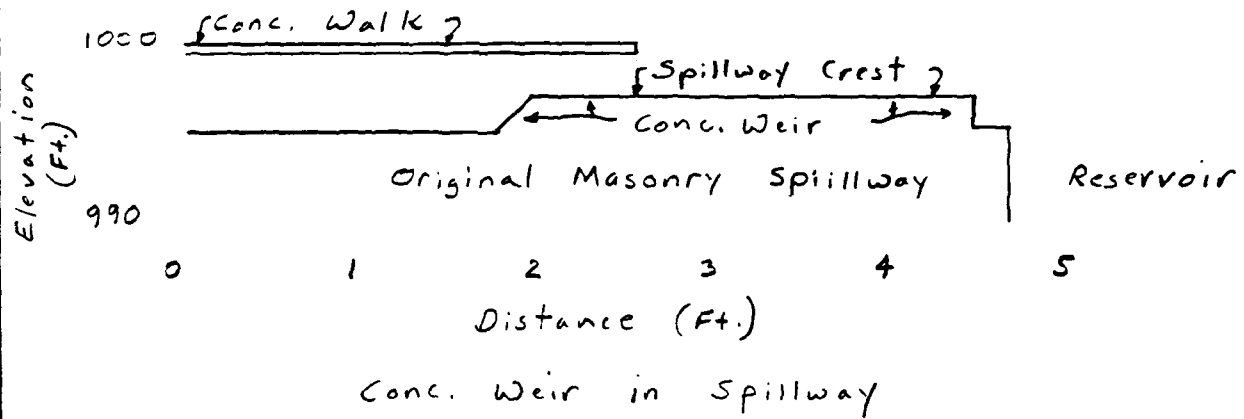 Conc. Walk
1000
Spillway Crest
Conc. Weir
Elevation
(Ft.)
Original Masonry Spiillway
Reservoir
990
0 1 2 3 4 5
Distance (Ft.)
Conc. Weir in Spillway